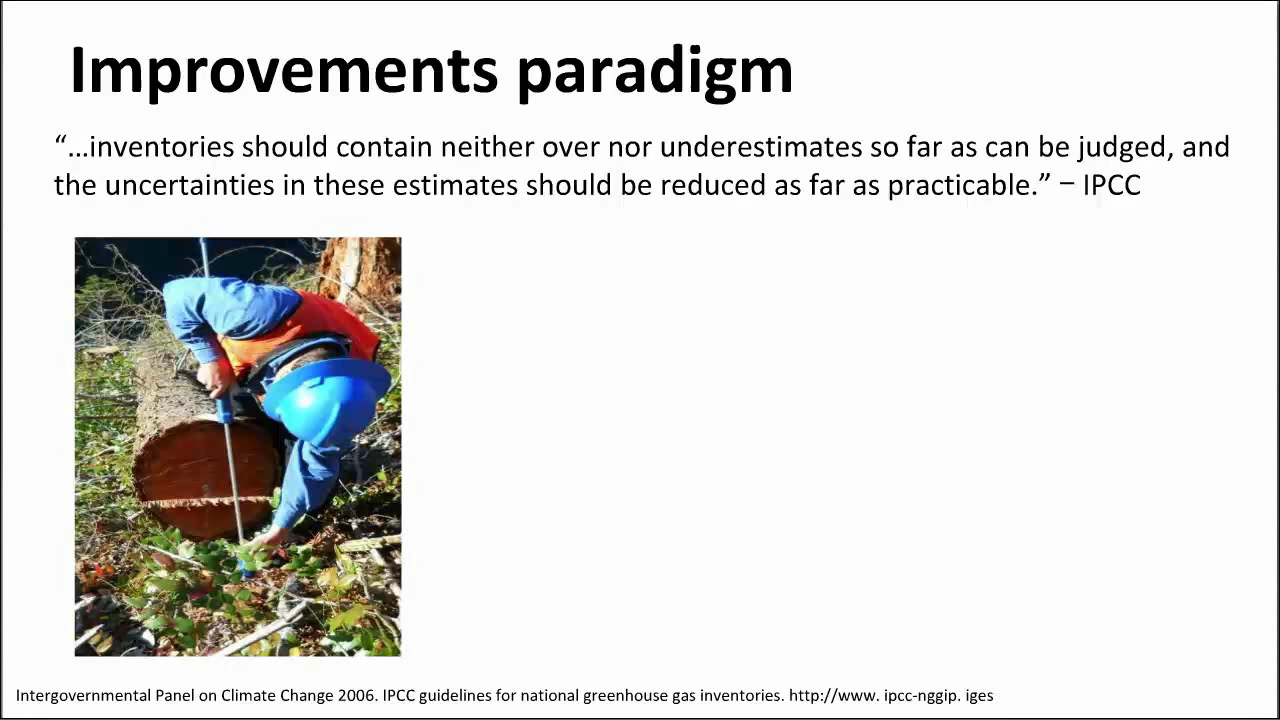 Improvements paradigm
“…inventories should contain neither over nor underestimates so far as can be judged, and
the uncertainties in these estimates should be reduced as far as practicable.” – IPCC
Intergovernmental Panel on Climate Change 2006. IPCC guidelines for national greenhouse gas inventories. http://www. ipcc-nggip. iges